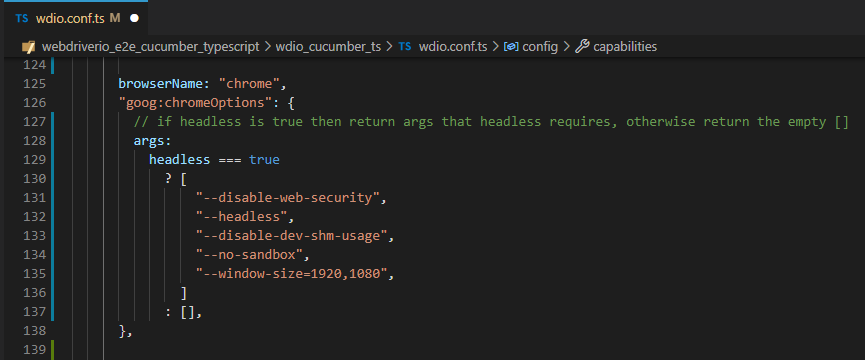 TS wdio.conf.ts M ●
webdriverio_e2e_cucumber_typescript > wdio_cucumber_ts > TS wdio.conf.ts > config > capabilities
124
125 browserName: "chrome",
126 "goog:chromeOptions": {
127 // if headless is true then return args that headless requires, otherwise return the empty []
128 args:
129 headless === true
130 ? [
131 "--disable-web-security",
132 "--headless",
133 "--disable-dev-shm-usage",
134 "--no-sandbox",
135 "--window-size=1920,1080",
136 ]
137 : [],
138 },
139